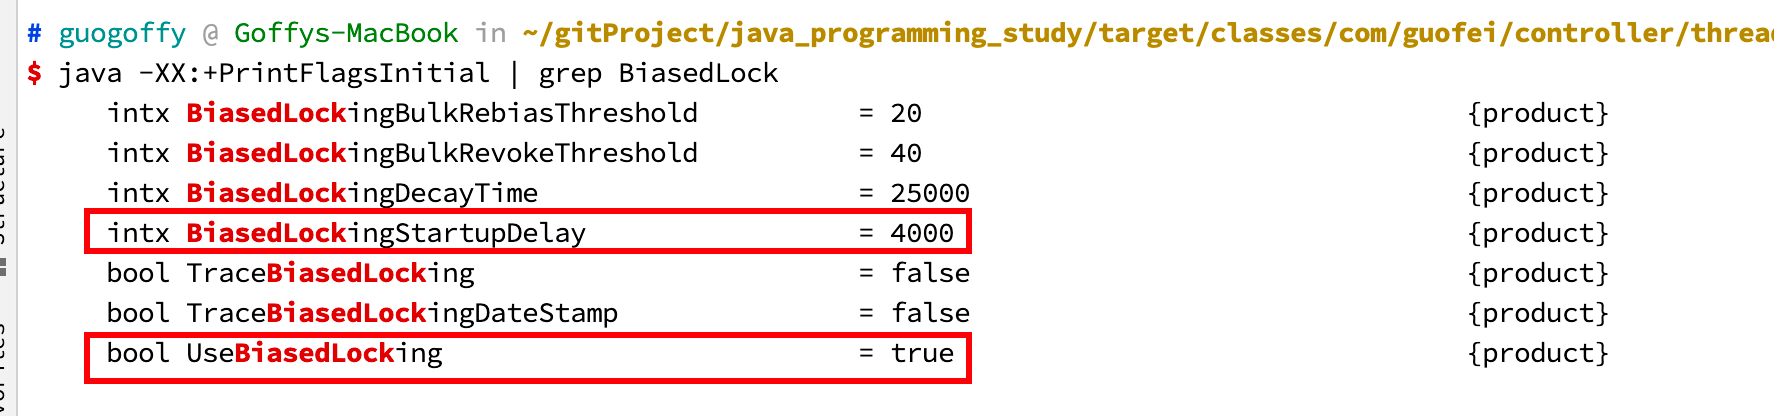 # guogoffy @ Goffys-MacBook in ~/gitProject/java_programming_study/target/classes/com/guofei/controller/
$ java -XX:+PrintFlagsInitial | grep BiasedLock
intx BiasedLockingBulkRebiasThreshold = 20 {product}
intx BiasedLockingBulkRevokeThreshold = 40 {product}
intx BiasedLockingDecayTime = 25000 {product}
intx BiasedLockingStartupDelay = 4000 {product}
bool TraceBiasedLocking = false {product}
bool TraceBiasedLockingDateStamp = false {product}
bool UseBiasedLocking = true {product}